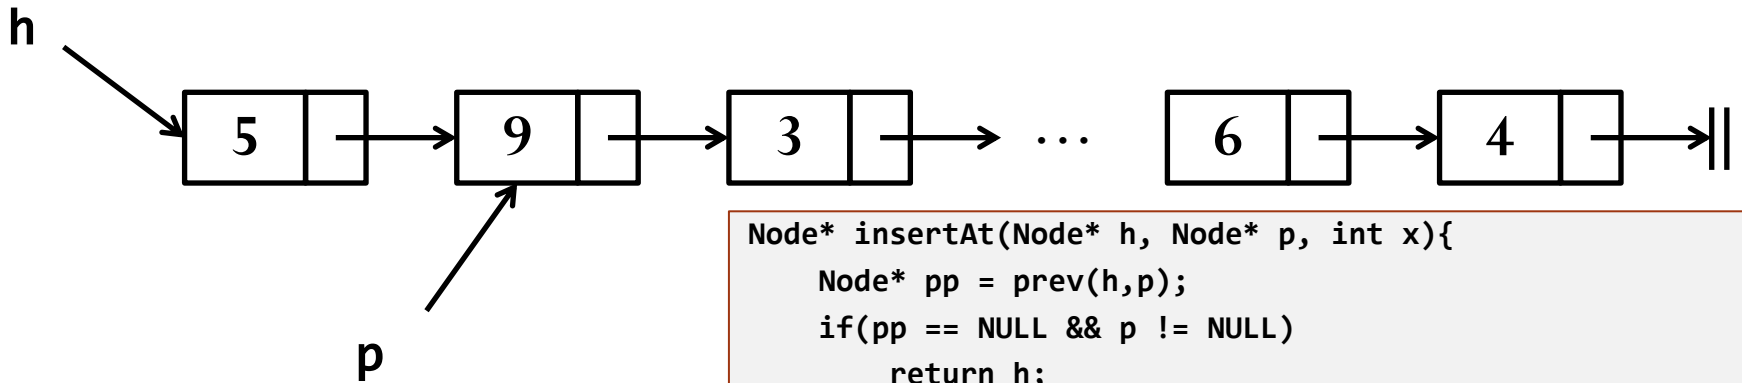 h
5 9 3 ... 6 4
p
Node* insertAt(Node* h, Node* p, int x){
    Node* pp = prev(h,p);
    if(pp == NULL && p != NULL)
        return h;